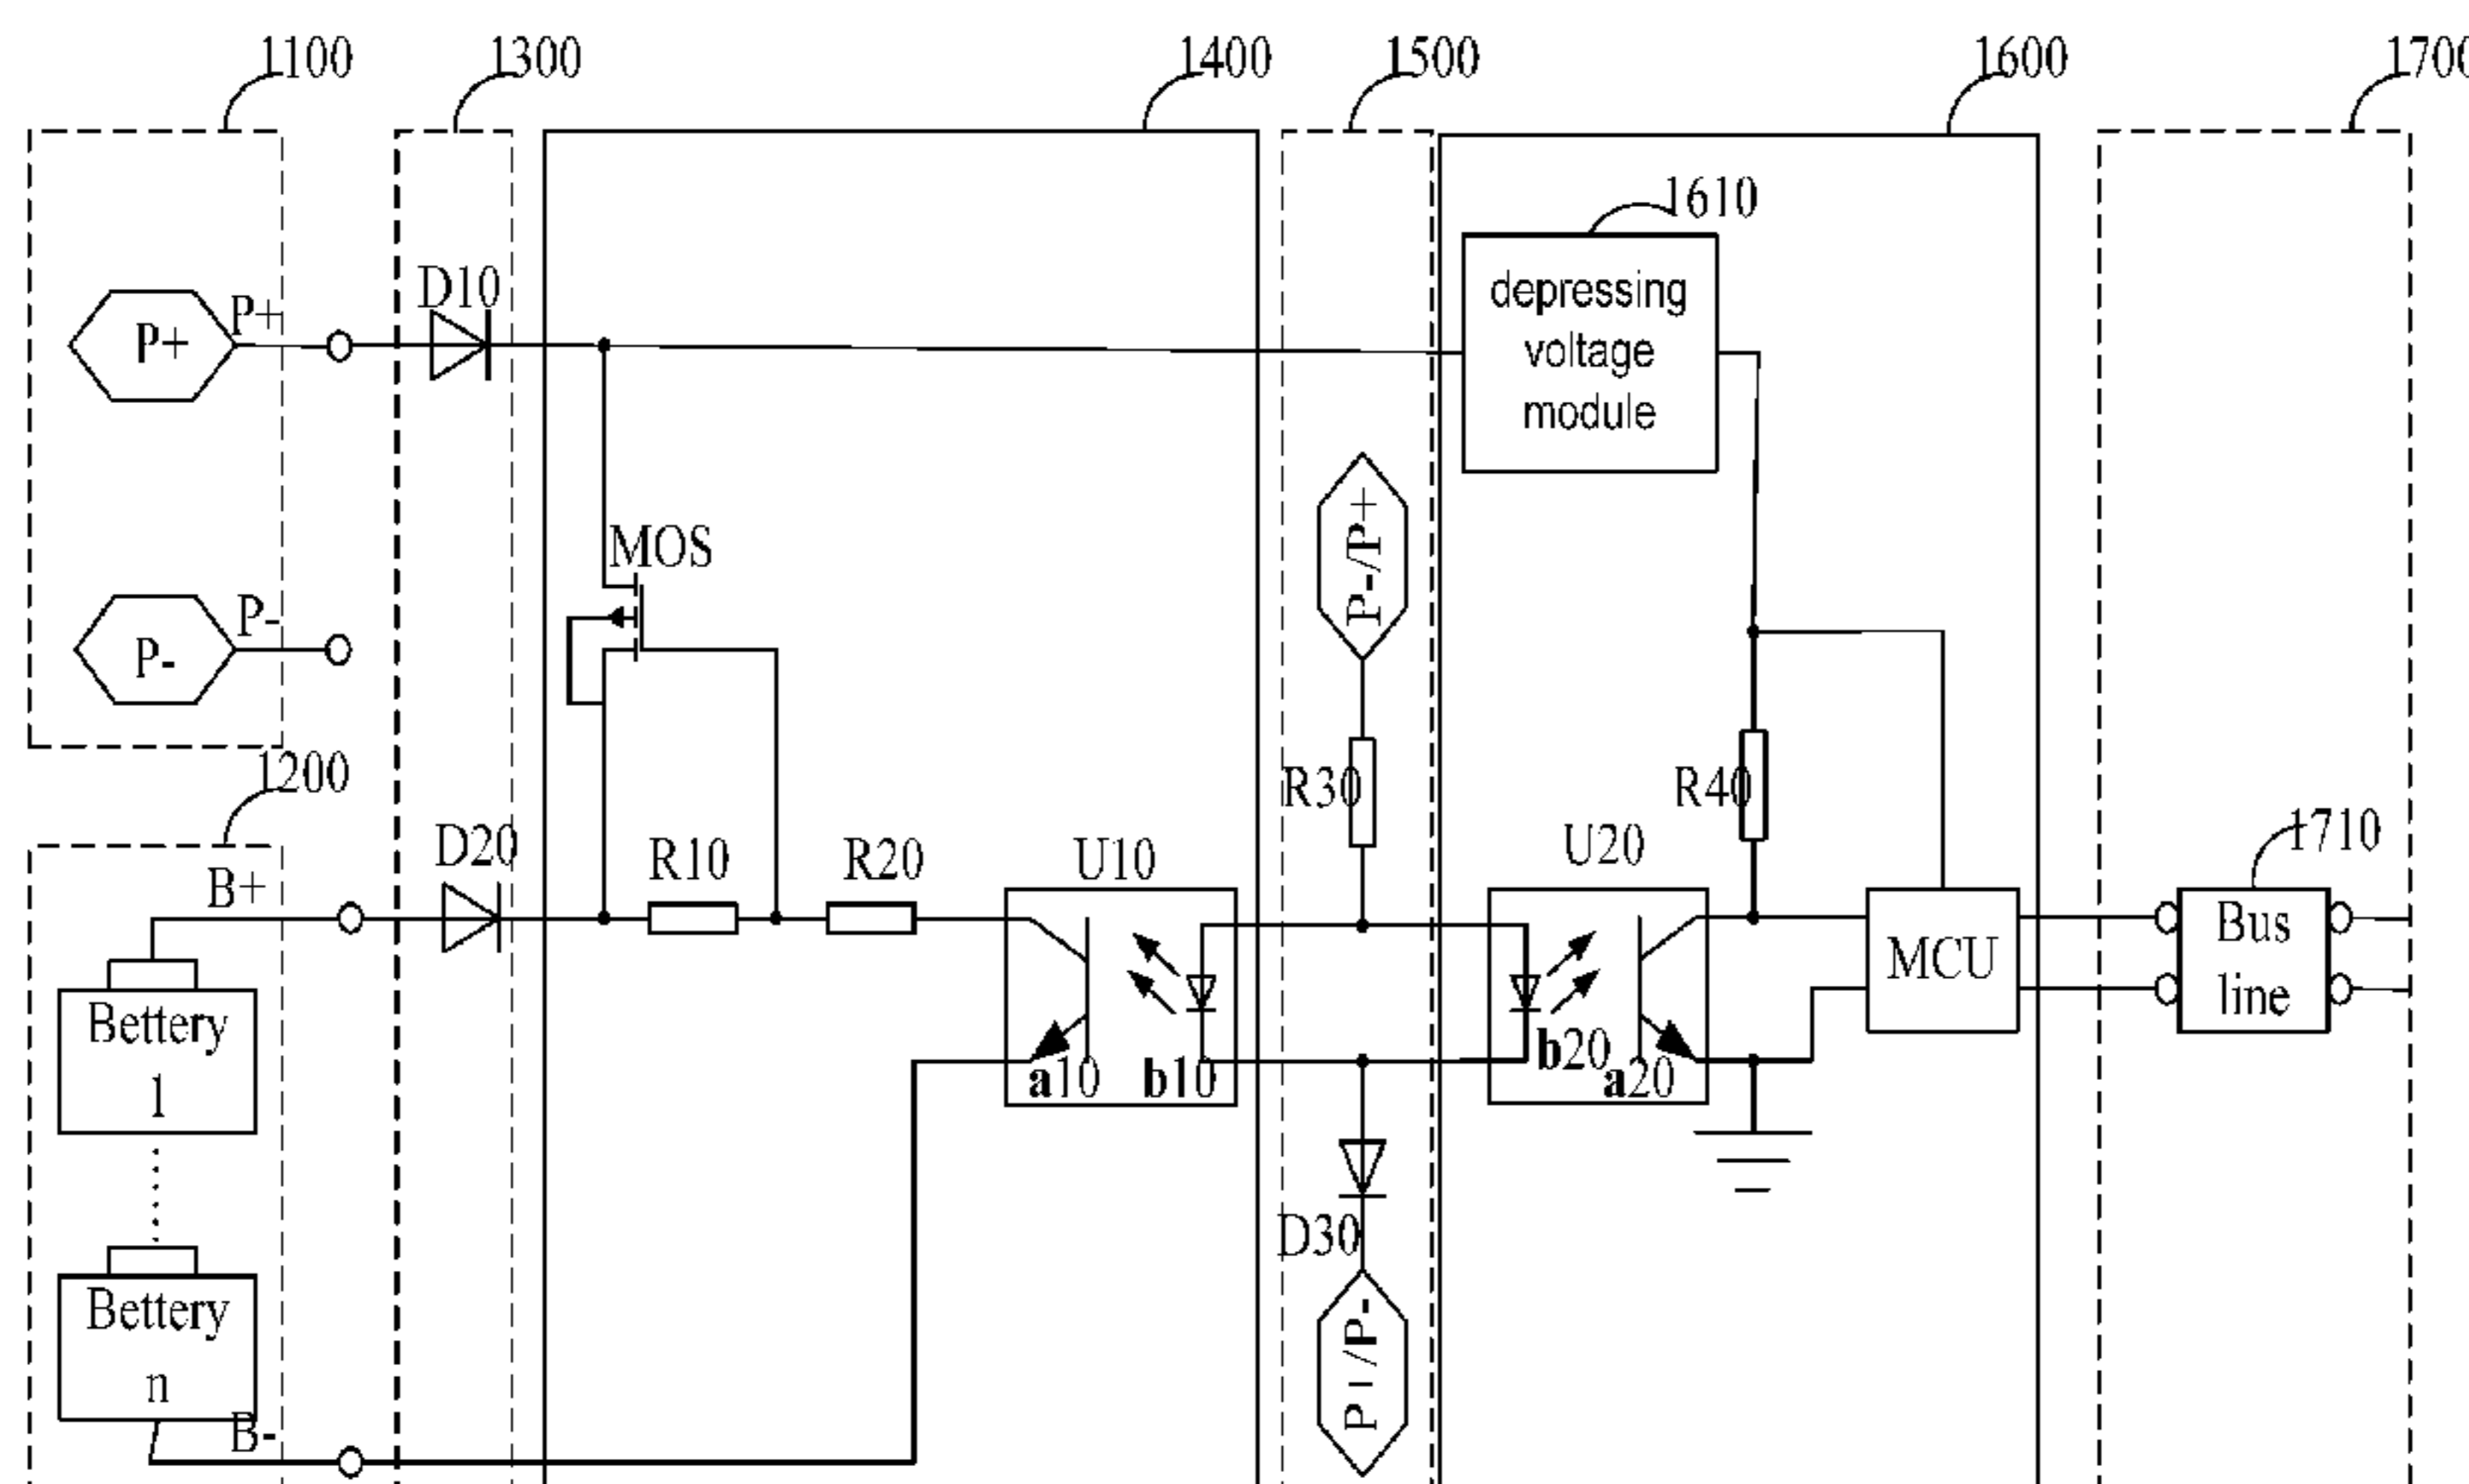 1100
1300
1400
1500
1600
1610
depressing
voltage
module
P+
P+
D10
MOS
P-/P+
P-
P-
1200
R30
R40
1710
B+
D20
R10
R20
U10
U20
Bus
line
MCU
Bettery
1
a10
b10
b20
a20
D30
Bettery
n
B-